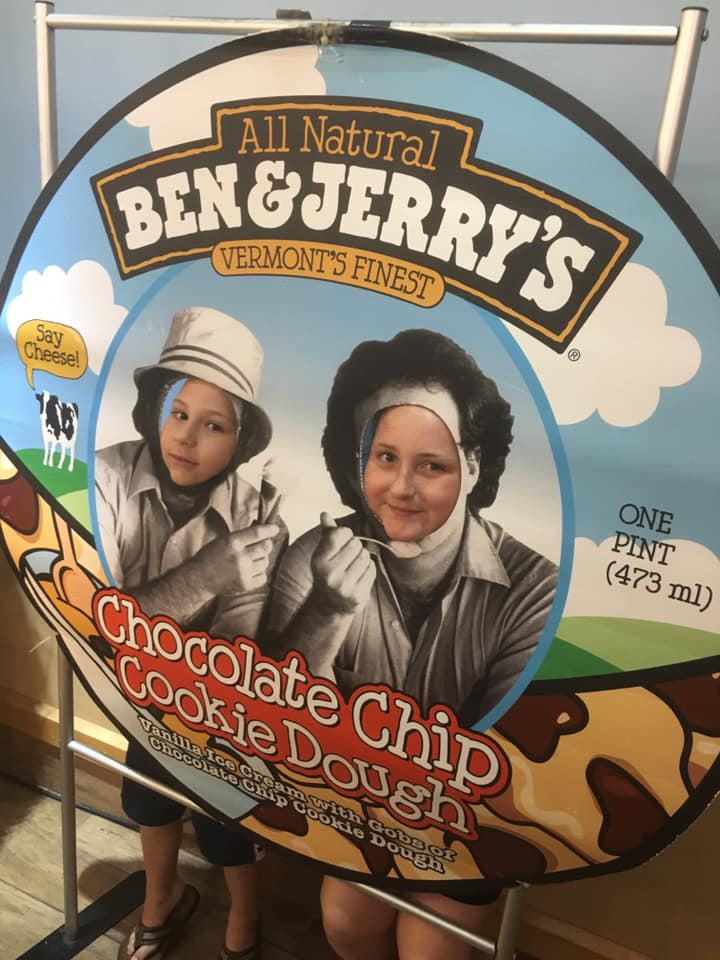 All Natural
BEN & JERRY'S
®
VERMONT'S FINEST
Say
Cheese!
ONE
PINT
(473 ml)
Chocolate Chip
Cookie Dough
Vanilla Ice Cream with Gobs of
Chocolate Chip Cookie Dough